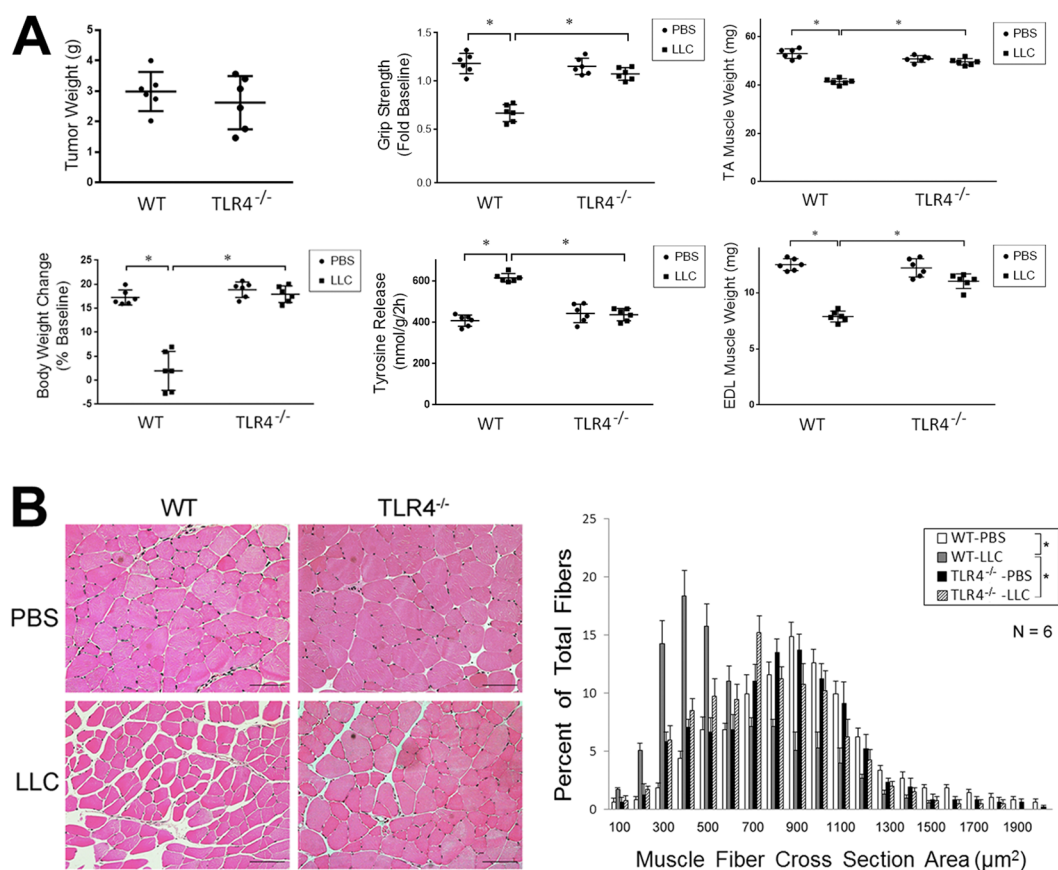 A
Tumor Weight (g)
5
4
3
2
1
0
WT
TLR4-/-
Grip Strength
(Fold Baseline)
1.5
1.0
0.5
0.0
*
*
PBS
LLC
WT
TLR4-/-
TA Muscle Weight (mg)
60
40
20
0
*
*
PBS
LLC
WT
TLR4-/-
Body Weight Change
(% Baseline)
25
20
15
10
5
0
-5
*
*
PBS
LLC
WT
TLR4-/-
Tyrosine Release
(nmol/g/2h)
600
400
200
0
*
*
PBS
LLC
WT
TLR4-/-
EDL Muscle Weight (mg)
10
5
0
*
*
PBS
LLC
WT
TLR4-/-
B
WT
TLR4-/-
PBS
LLC
Percent of Total Fibers
25
20
15
10
5
0
WT-PBS
WT-LLC
TLR4-/- -PBS
TLR4-/- -LLC
*
*
N = 6
100 300 500 700 900 1100 1300 1500 1700 1900
Muscle Fiber Cross Section Area (µm2)